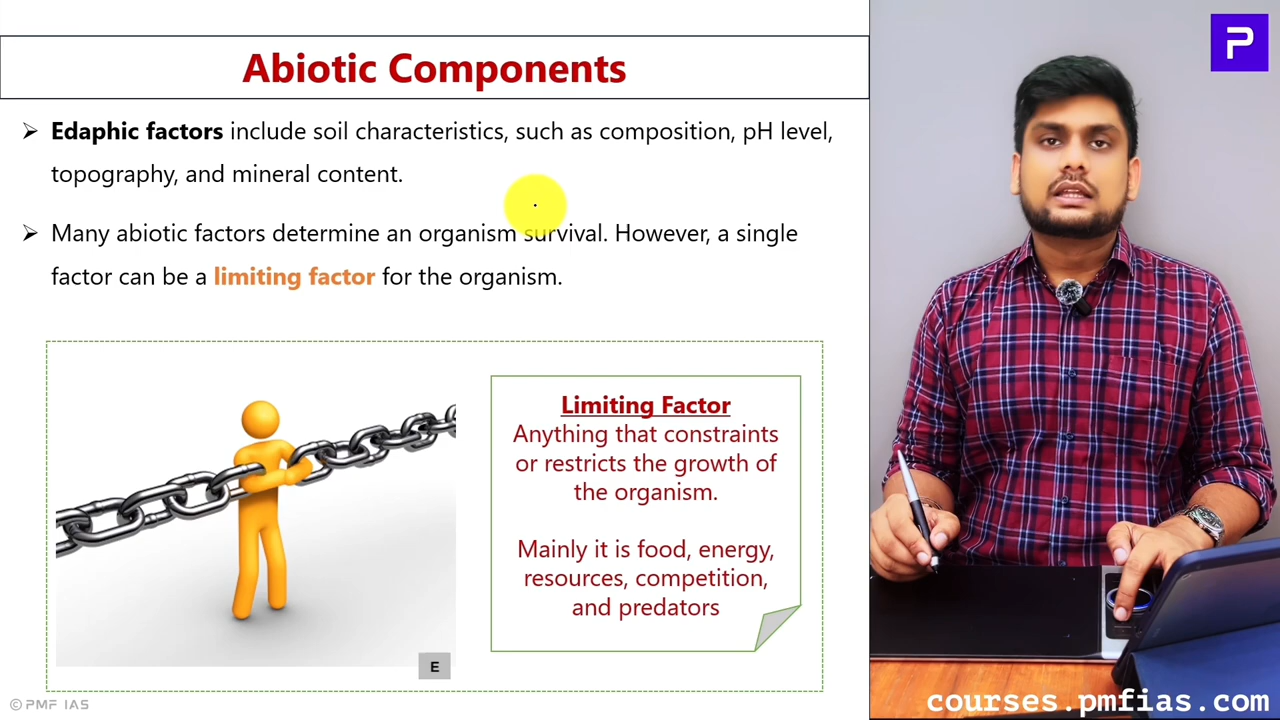 Abiotic Components
➢ Edaphic factors include soil characteristics, such as composition, pH level,
topography, and mineral content.
➢ Many abiotic factors determine an organism survival. However, a single
factor can be a limiting factor for the organism.
Limiting Factor
Anything that constraints
or restricts the growth of
the organism.
Mainly it is food, energy,
resources, competition,
and predators
E
© PMF IAS
P
courses.pmfias.com